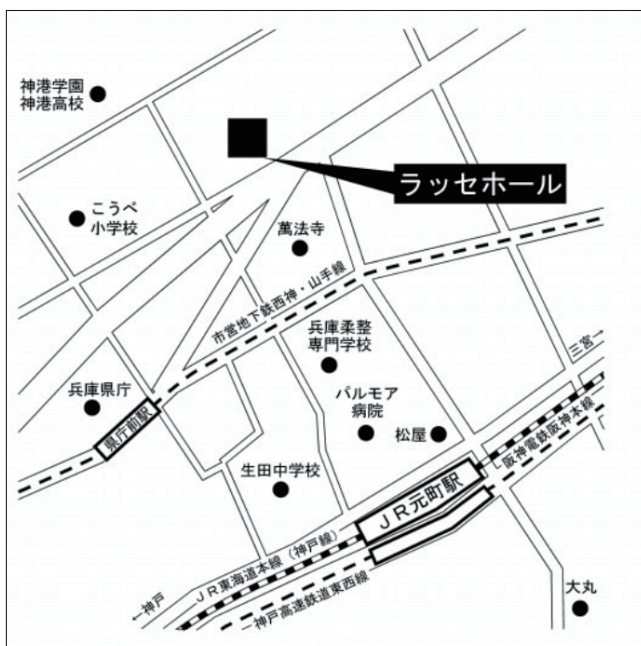 神港学園
神港高校
ラッセホール
こうべ
小学校
萬法寺
市営地下鉄西神・山手線
兵庫柔整
専門学校
三宮→
兵庫県庁
県庁前駅
パルモア
病院
松屋
阪神電鉄阪神本線
生田中学校
JR元町駅
JR東海道本線(神戸線)
←神戸
神戸高速鉄道東西線
大丸